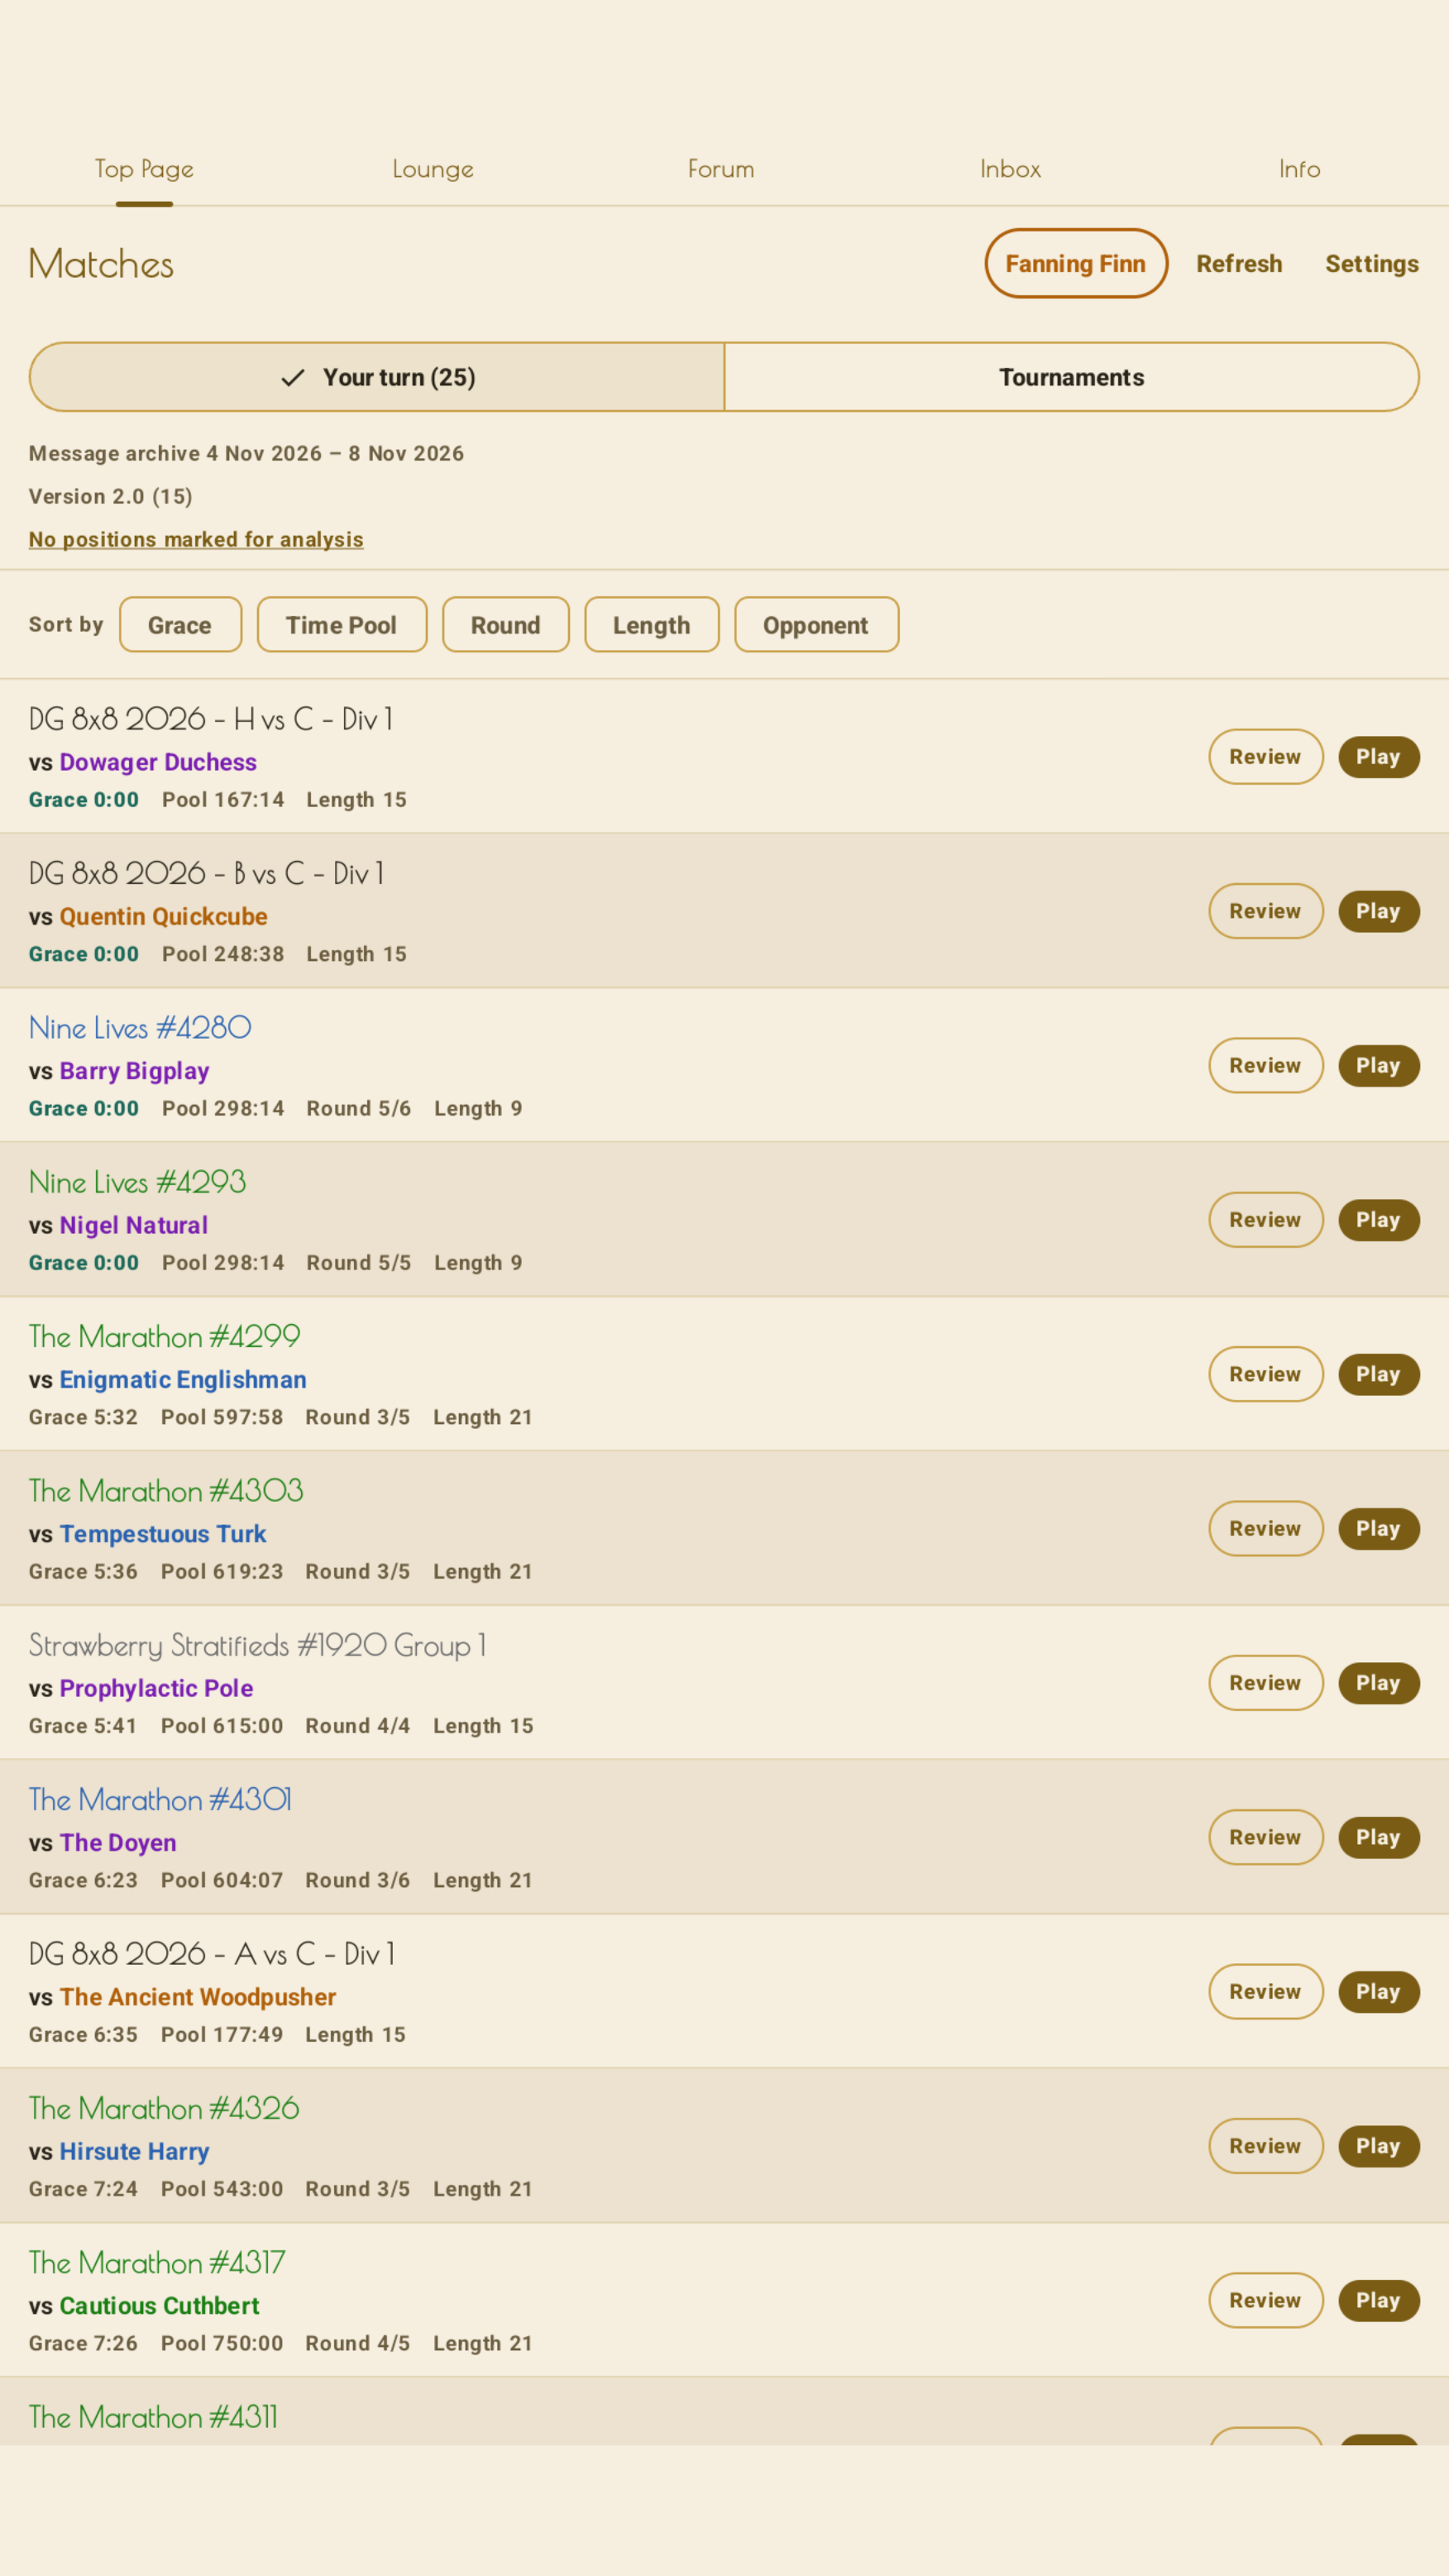 Top Page Lounge Forum Inbox Info
Matches Fanning Finn Refresh Settings
Your turn (25) Tournaments
Message archive 4 Nov 2026 – 8 Nov 2026
Version 2.0 (15)
No positions marked for analysis
Sort by Grace Time Pool Round Length Opponent
DG 8x8 2026 - H vs C - Div 1
vs Dowager Duchess
Review Play
Grace 0:00 Pool 167:14 Length 15
DG 8x8 2026 - B vs C - Div 1
vs Quentin Quickcube
Review Play
Grace 0:00 Pool 248:38 Length 15
Nine Lives #4280
vs Barry Bigplay
Review Play
Grace 0:00 Pool 298:14 Round 5/6 Length 9
Nine Lives #4293
vs Nigel Natural
Review Play
Grace 0:00 Pool 298:14 Round 5/5 Length 9
The Marathon #4299
vs Enigmatic Englishman
Review Play
Grace 5:32 Pool 597:58 Round 3/5 Length 21
The Marathon #4303
vs Tempestuous Turk
Review Play
Grace 5:36 Pool 619:23 Round 3/5 Length 21
Strawberry Stratifieds #1920 Group 1
vs Prophylactic Pole
Review Play
Grace 5:41 Pool 615:00 Round 4/4 Length 15
The Marathon #4301
vs The Doyen
Review Play
Grace 6:23 Pool 604:07 Round 3/6 Length 21
DG 8x8 2026 - A vs C - Div 1
vs The Ancient Woodpusher
Review Play
Grace 6:35 Pool 177:49 Length 15
The Marathon #4326
vs Hirsute Harry
Review Play
Grace 7:24 Pool 543:00 Round 3/5 Length 21
The Marathon #4317
vs Cautious Cuthbert
Review Play
Grace 7:26 Pool 750:00 Round 4/5 Length 21
The Marathon #4311